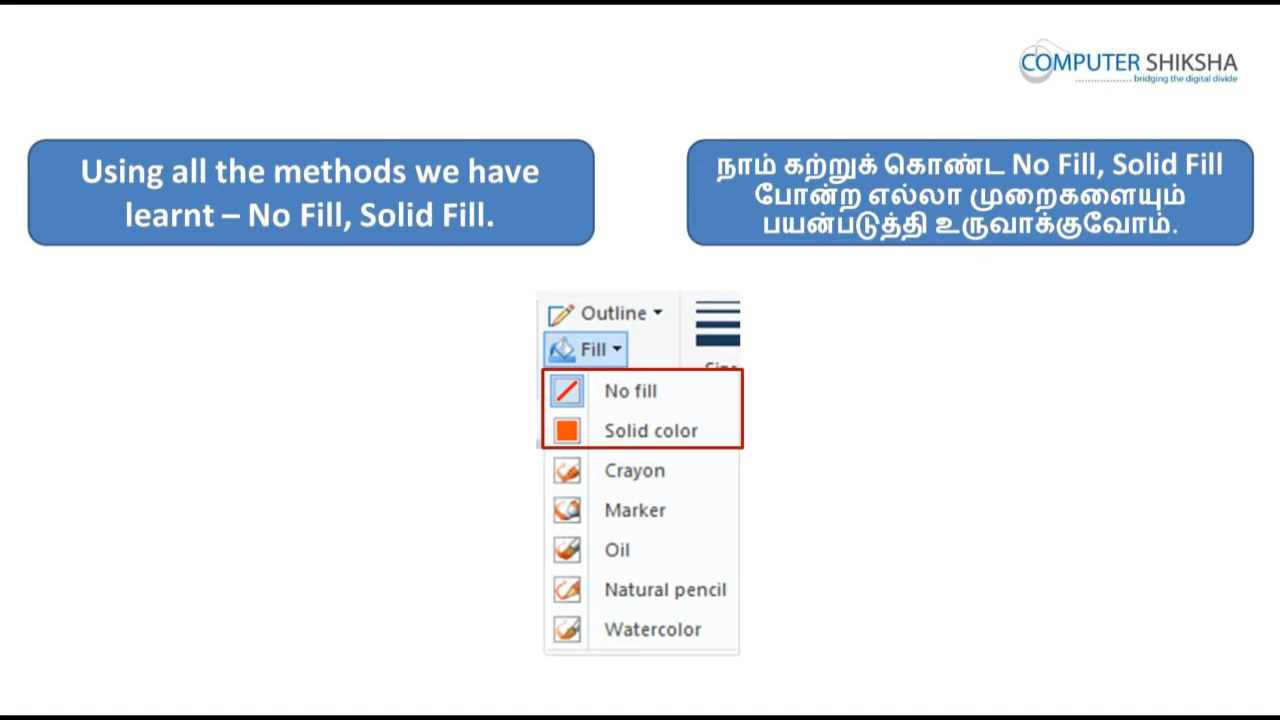 COMPUTER SHIKSHA
bridging the digital divide
Using all the methods we have
learnt – No Fill, Solid Fill.
நாம் கற்றுக் கொண்ட No Fill, Solid Fill
போன்ற எல்லா முறைகளையும்
பயன்படுத்தி உருவாக்குவோம்.
Outline
Fill
No fill
Solid color
Crayon
Marker
Oil
Natural pencil
Watercolor